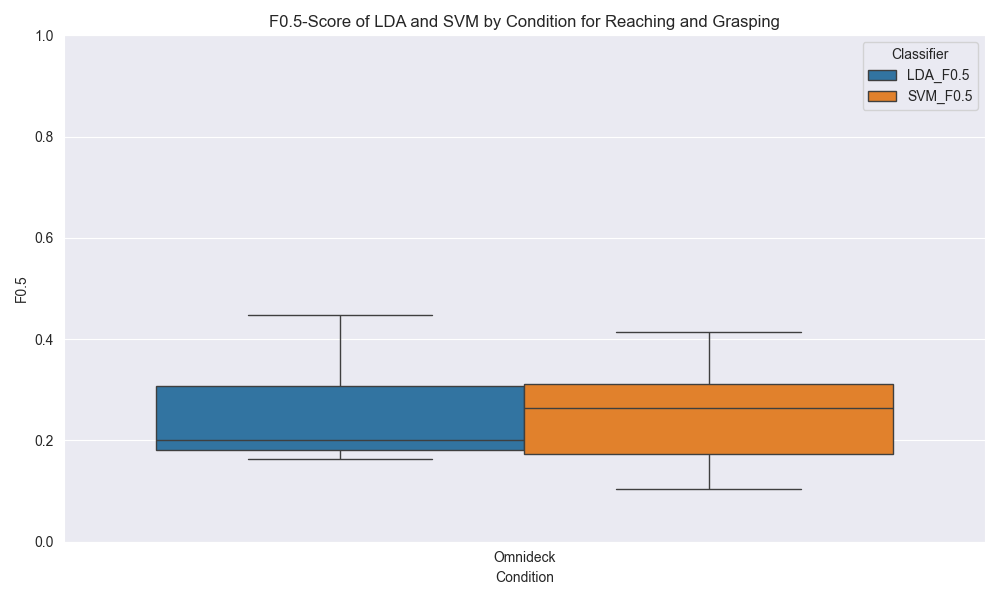 F0.5-Score of LDA and SVM by Condition for Reaching and Grasping
Classifier
LDA_F0.5
SVM_F0.5
F0.5
1.0
0.8
0.6
0.4
0.2
0.0
Omnideck
Condition